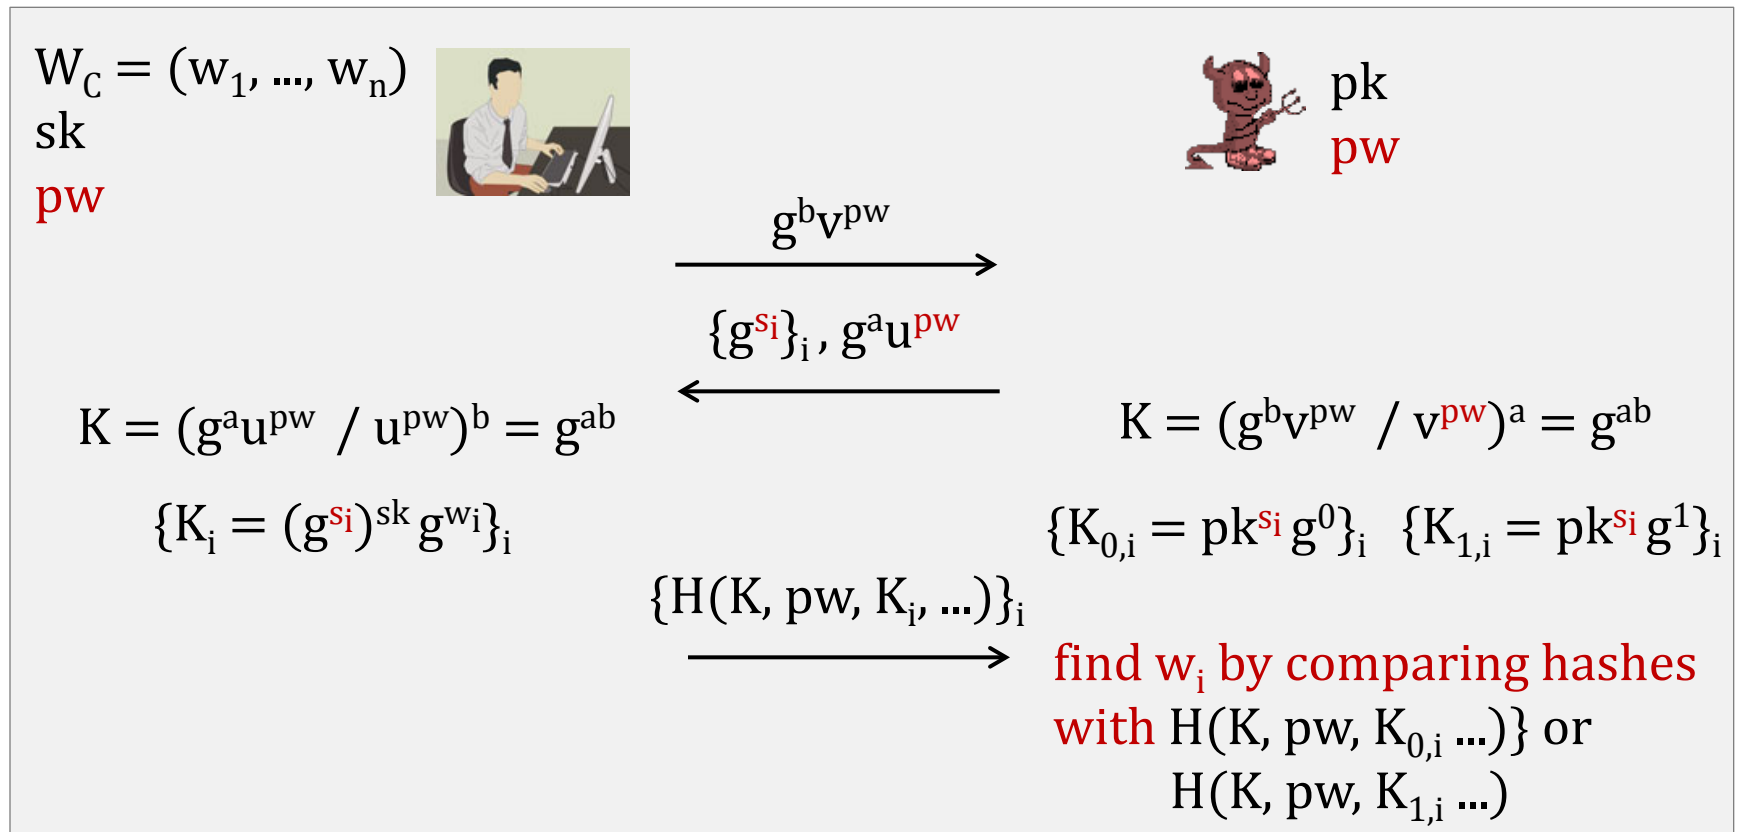 W_C = (w_1, ..., w_n)
sk
pw
pk
pw
g^b v^pw
{g^s_i}_i , g^a u^pw
K = (g^a u^pw / u^pw)^b = g^ab
K = (g^b v^pw / v^pw)^a = g^ab
{K_i = (g^s_i)^sk g^w_i}_i
{K_0,i = pk^s_i g^0}_i {K_1,i = pk^s_i g^1}_i
{H(K, pw, K_i, ...)}_i
find w_i by comparing hashes
with H(K, pw, K_0,i ...)} or
H(K, pw, K_1,i ...)